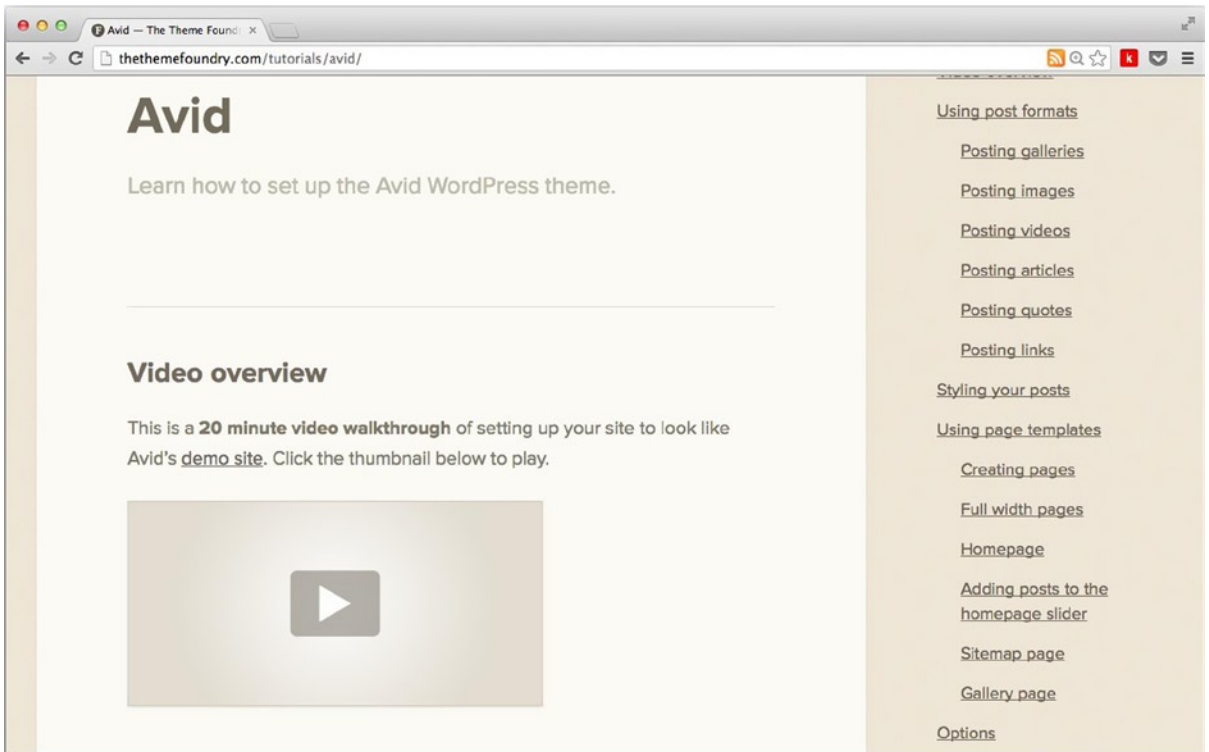 Avid — The Theme Found
thethemefoundry.com/tutorials/avid/
k
Avid
Learn how to set up the Avid WordPress theme.
Video overview
This is a 20 minute video walkthrough of setting up your site to look like
Avid's demo site. Click the thumbnail below to play.
Video overview
Using post formats
Posting galleries
Posting images
Posting videos
Posting articles
Posting quotes
Posting links
Styling your posts
Using page templates
Creating pages
Full width pages
Homepage
Adding posts to the
homepage slider
Sitemap page
Gallery page
Options